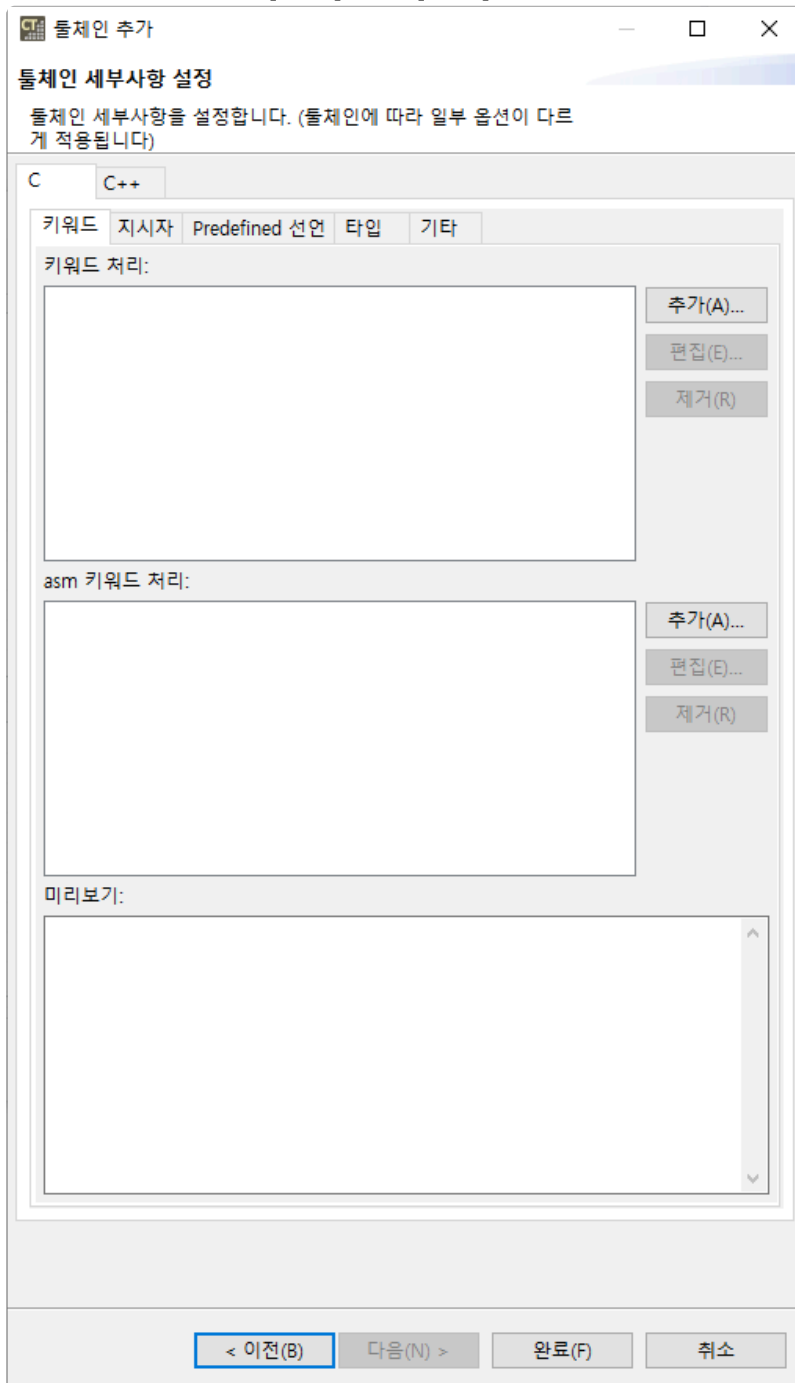 CT
툴체인 추가
툴체인 세부사항 설정
툴체인 세부사항을 설정합니다. (툴체인에 따라 일부 옵션이 다르
게 적용됩니다)
C C++
키워드 지시자 Predefined 선언 타입 기타
키워드 처리:
추가(A)...
편집(E)...
제거(R)
asm 키워드 처리:
추가(A)...
편집(E)...
제거(R)
미리보기:
< 이전(B) 다음(N) > 완료(F) 취소